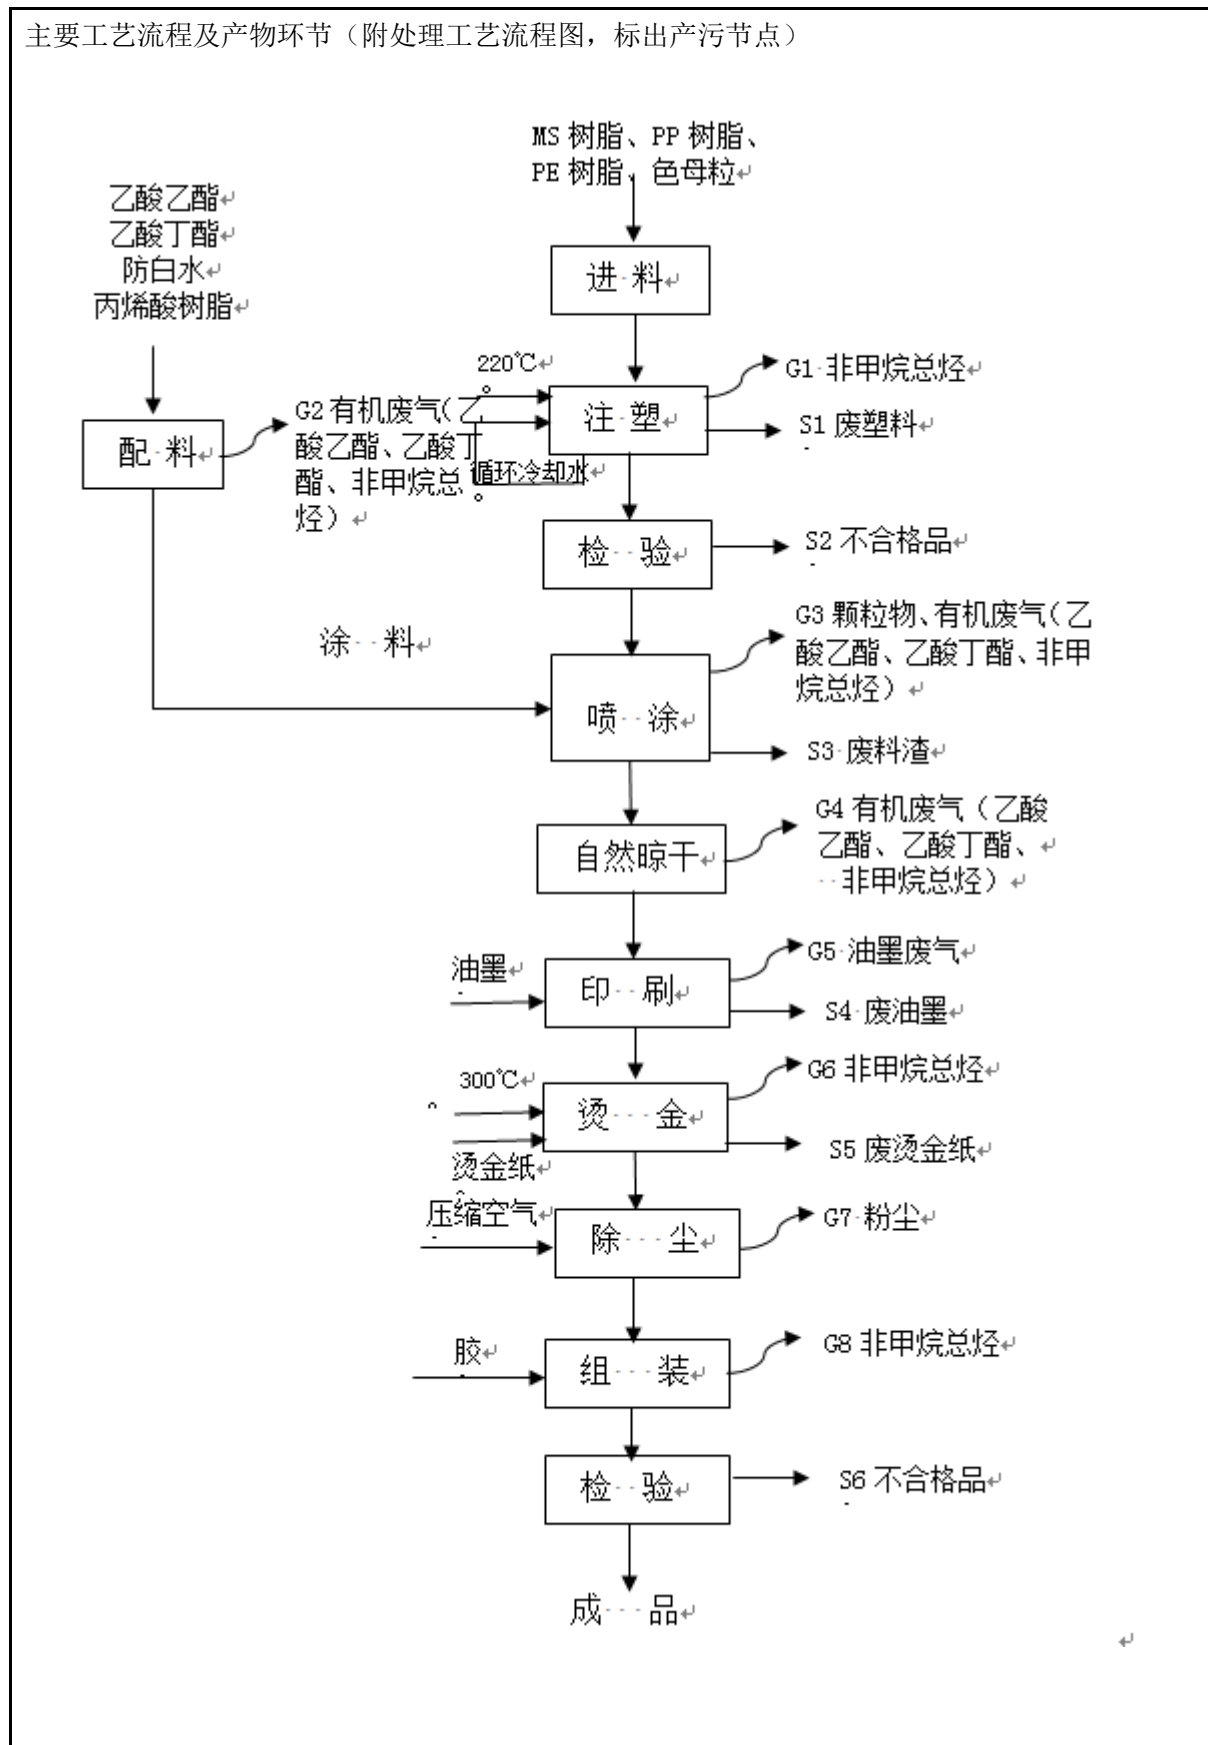 主要工艺流程及产物环节（附处理工艺流程图，标出产污节点）
MS 树脂、PP 树脂、
PE 树脂、色母粒
乙酸乙酯
乙酸丁酯
防白水
丙烯酸树脂
进 料
220℃
G1 非甲烷总烃
注 塑
S1 废塑料
循环冷却水
配 料
G2 有机废气（乙
酸乙酯、乙酸丁
酯、非甲烷总
烃）
检 验
S2 不合格品
涂 料
G3 颗粒物、有机废气（乙
酸乙酯、乙酸丁酯、非甲
烷总烃）
喷 涂
S3 废料渣
自然晾干
G4 有机废气（乙酸
乙酯、乙酸丁酯、
非甲烷总烃）
油墨
印 刷
G5 油墨废气
S4 废油墨
300℃
烫 金
G6 非甲烷总烃
S5 废烫金纸
烫金纸
压缩空气
除 尘
G7 粉尘
胶
组 装
G8 非甲烷总烃
检 验
S6 不合格品
成 品